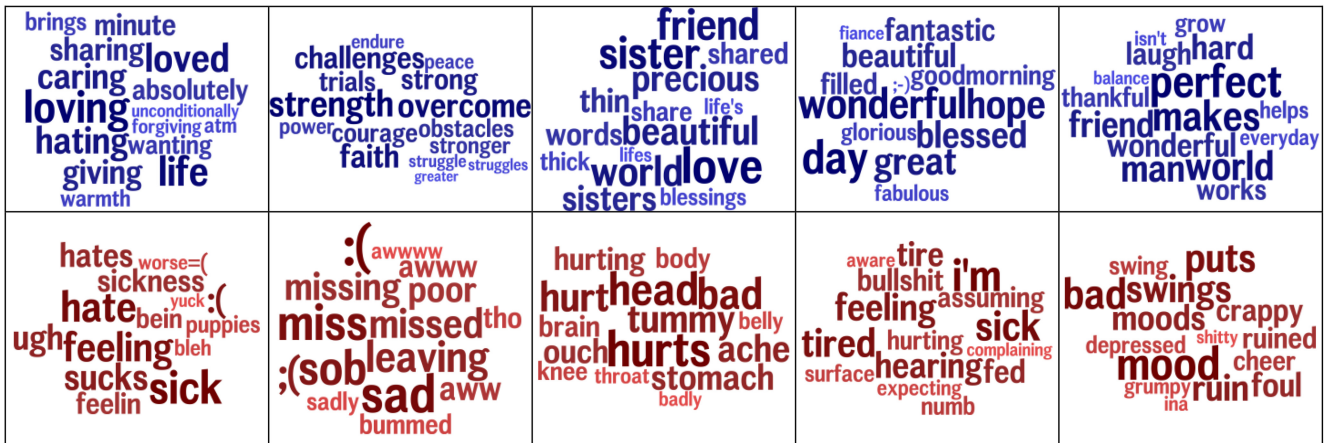 brings minute
sharing loved
caring absolutely
loving unconditionally
forgiving atm
hating wanting
giving life
warmth
endure
challenges peace
trials strong
strength overcome
power courage obstacles
stronger
faith struggle struggles
greater
friend
sister shared
precious
thin share life's
words beautiful
thick lifes
world love
sisters blessings
fiance fantastic
beautiful
filled ;-) goodmorning
wonderful hope
glorious blessed
day great
fabulous
grow
isn't laugh hard
balance perfect
thankful makes helps
friend everyday
wonderful
man world
works
hates worse=(
sickness
yuck :(
hate bein puppies
ugh feeling bleh
sucks sick
feelin
:( awwww
awww
missing poor
miss missed tho
;( sob leaving
sadly sad aww
bummed
hurting body
hurt head bad
brain tummy belly
ouch hurts ache
knee throat stomach
badly
aware tire
bullshit i'm
feeling assuming
sick
tired hurting complaining
surface hearing fed
expecting
numb
swing puts
bad swings
moods crappy
depressed shitty ruined
mood cheer
grumpy ruin foul
ina